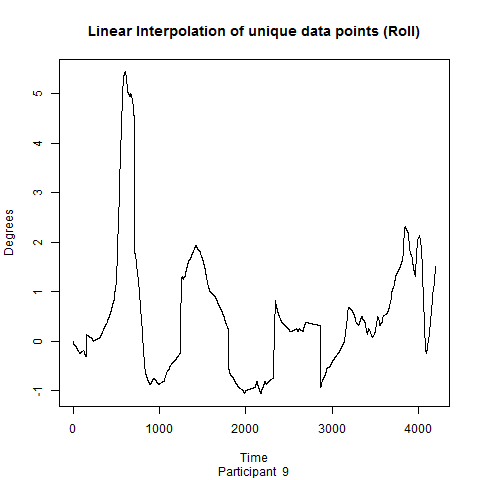 Linear Interpolation of unique data points (Roll)
Degrees
5
4
3
2
1
0
-1
0 1000 2000 3000 4000
Time
Participant 9